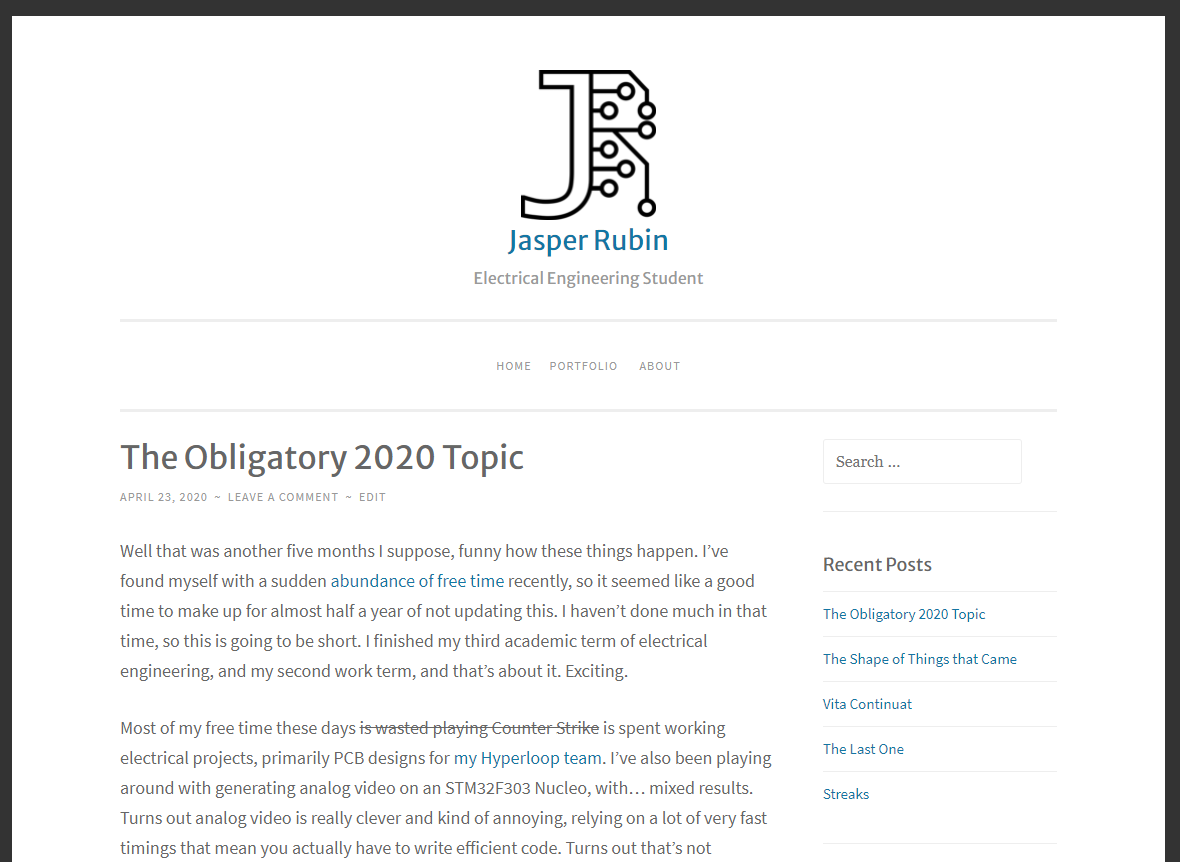 Jasper Rubin
Electrical Engineering Student
HOME PORTFOLIO ABOUT
The Obligatory 2020 Topic
APRIL 23, 2020 ~ LEAVE A COMMENT ~ EDIT
Well that was another five months I suppose, funny how these things happen. I’ve
found myself with a sudden abundance of free time recently, so it seemed like a good
time to make up for almost half a year of not updating this. I haven’t done much in that
time, so this is going to be short. I finished my third academic term of electrical
engineering, and my second work term, and that’s about it. Exciting.
Most of my free time these days is wasted playing Counter Strike is spent working
electrical projects, primarily PCB designs for my Hyperloop team. I’ve also been playing
around with generating analog video on an STM32F303 Nucleo, with… mixed results.
Turns out analog video is really clever and kind of annoying, relying on a lot of very fast
timings that mean you actually have to write efficient code. Turns out that’s not
Search …
Recent Posts
The Obligatory 2020 Topic
The Shape of Things that Came
Vita Continuat
The Last One
Streaks